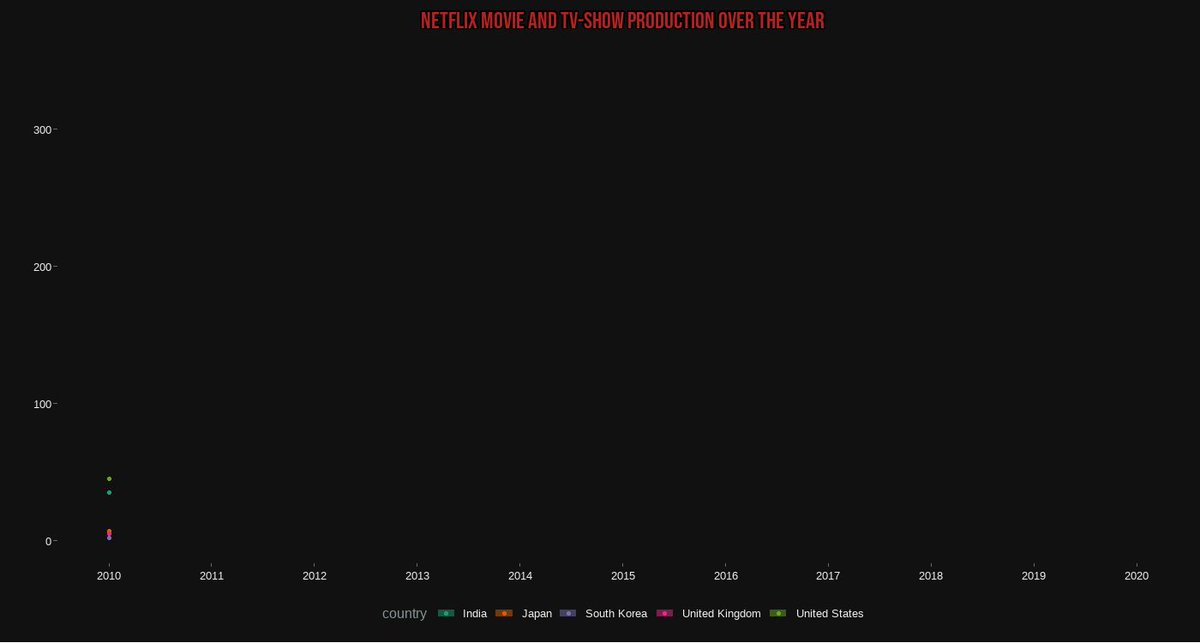 NETFLIX MOVIE AND TV-SHOW PRODUCTION OVER THE YEAR
300
200
100
0
2010 2011 2012 2013 2014 2015 2016 2017 2018 2019 2020
country India Japan South Korea United Kingdom United States